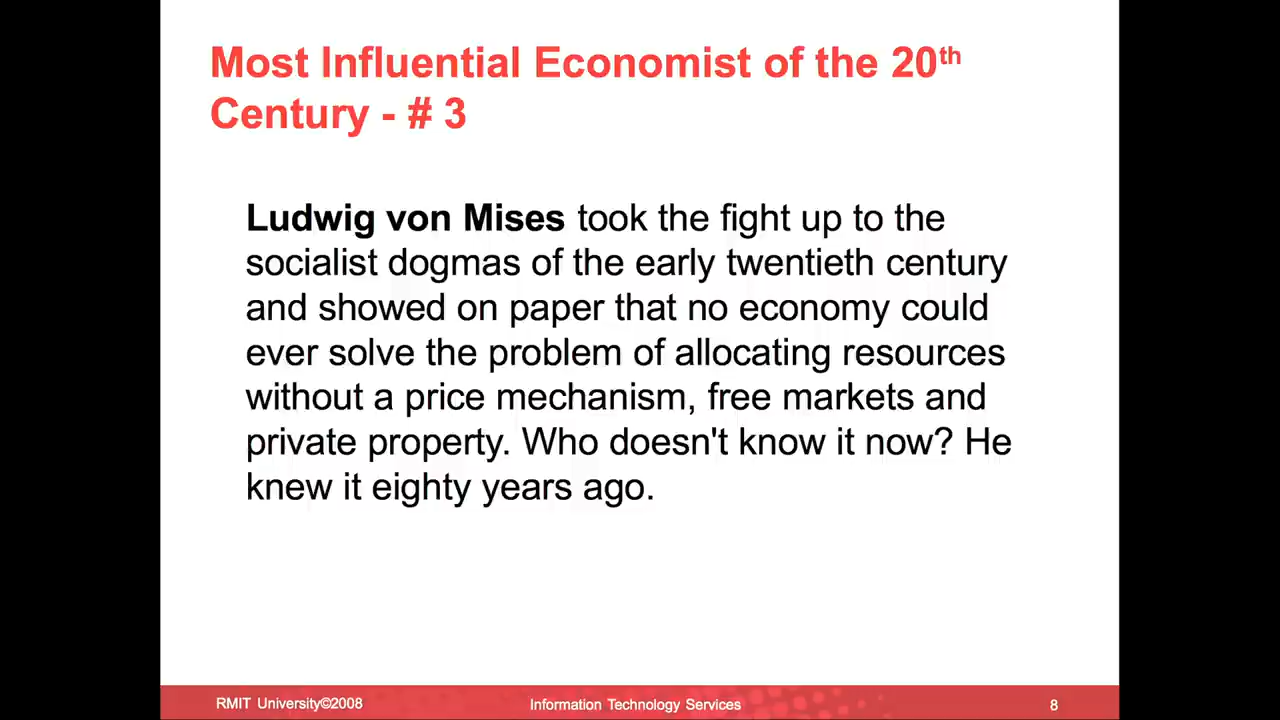 Most Influential Economist of the 20th
Century - # 3
Ludwig von Mises took the fight up to the
socialist dogmas of the early twentieth century
and showed on paper that no economy could
ever solve the problem of allocating resources
without a price mechanism, free markets and
private property. Who doesn't know it now? He
knew it eighty years ago.
RMIT University©2008
Information Technology Services
8